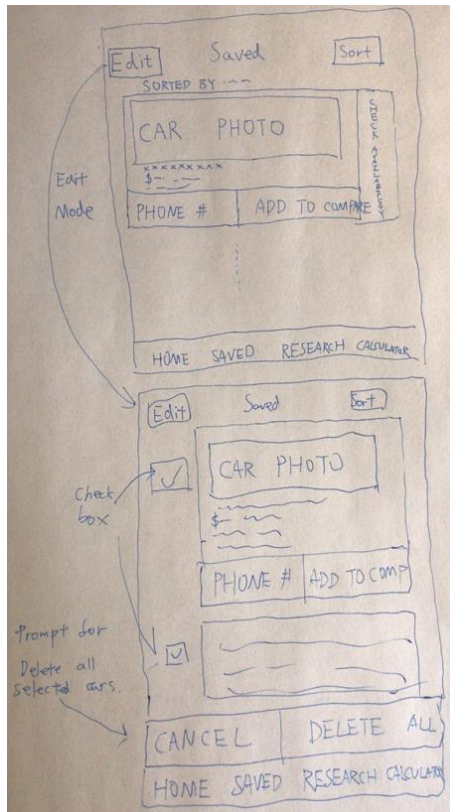 Edit Saved Sort
SORTED BY
CAR PHOTO
xxxxxxxxx
$
PHONE # ADD TO COMPARE
CHECK AVAILABILITY
Edit
Mode
HOME SAVED RESEARCH CALCULATOR
Edit Saved Sort
CAR PHOTO
$
Check
box
PHONE # ADD TO COMP
Prompt for
Delete all
selected cars
CANCEL DELETE ALL
HOME SAVED RESEARCH CALCULATOR